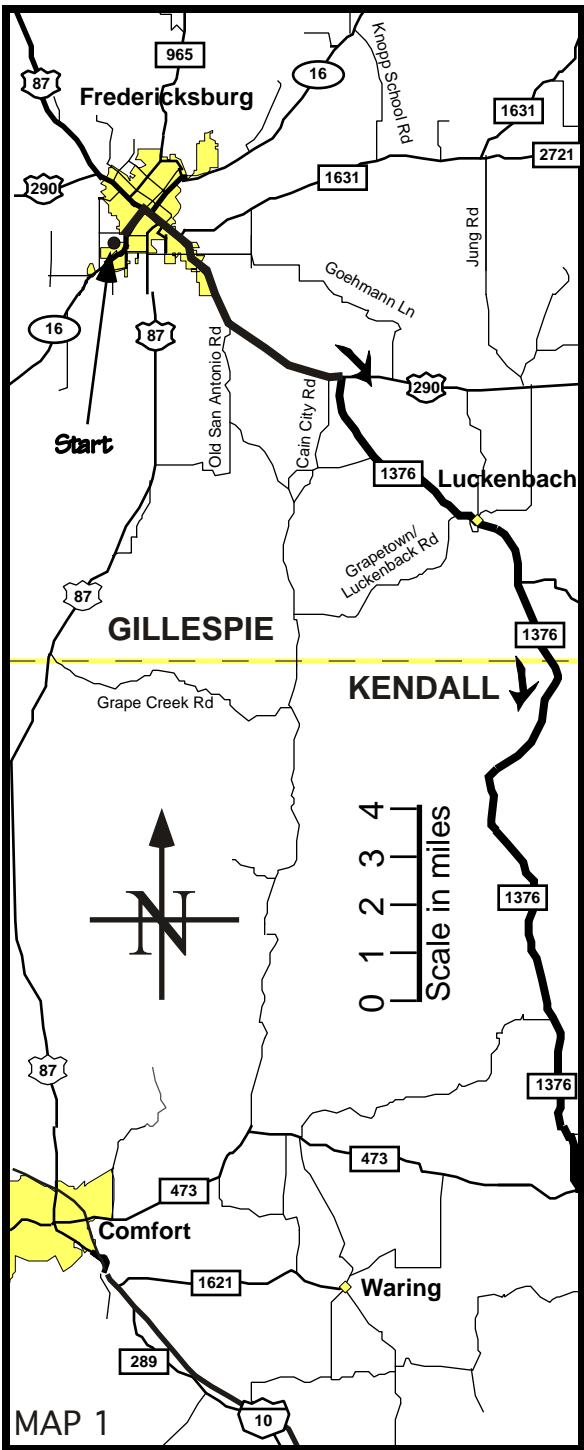 965
87
16
Fredericksburg
Knopp School Rd
1631
2721
1631
290
Jung Rd
Goehmann Ln
16
87
Old San Antonio Rd
Cain City Rd
290
Start
1376
Luckenbach
Grapetown/
Luckenback Rd
87
GILLESPIE
1376
KENDALL
Grape Creek Rd
0 1 2 3 4
Scale in miles
N
1376
87
1376
473
473
Comfort
1621
Waring
289
10
MAP 1